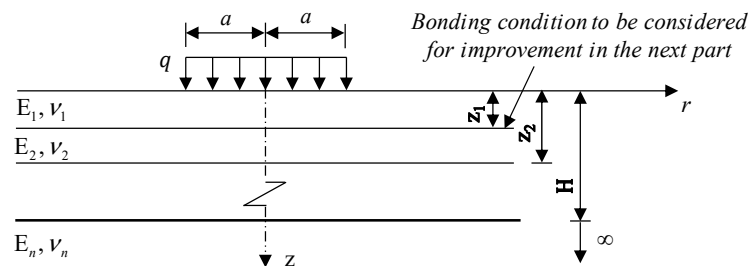 a
a
Bonding condition to be considered
for improvement in the next part
q
r
E₁, ν₁
z₁
z₂
E₂, ν₂
H
Eₙ, νₙ
∞
z